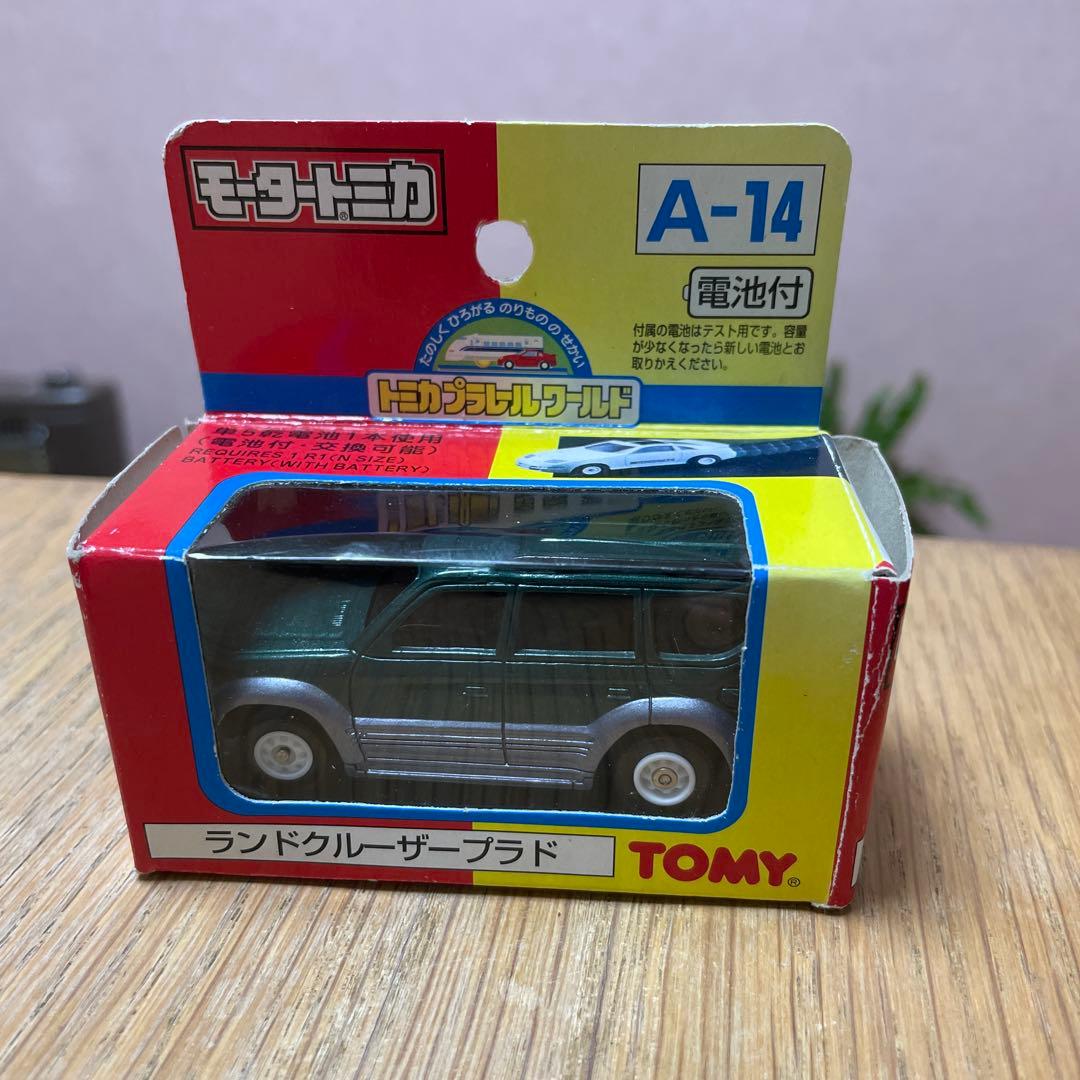 モータートミカ®
A-14
電池付
付属の電池はテスト用です。容量
が少なくなったら新しい電池とお
取りかえください。
たのしく ひろがる のりもの の せかい
トミカプラレールワールド
単5乾電池1本使用
(電池付・交換可能)
REQUIRES 1 R1(N SIZE)
BATTERY(WITH BATTERY)
ランドクルーザープラド
TOMY®